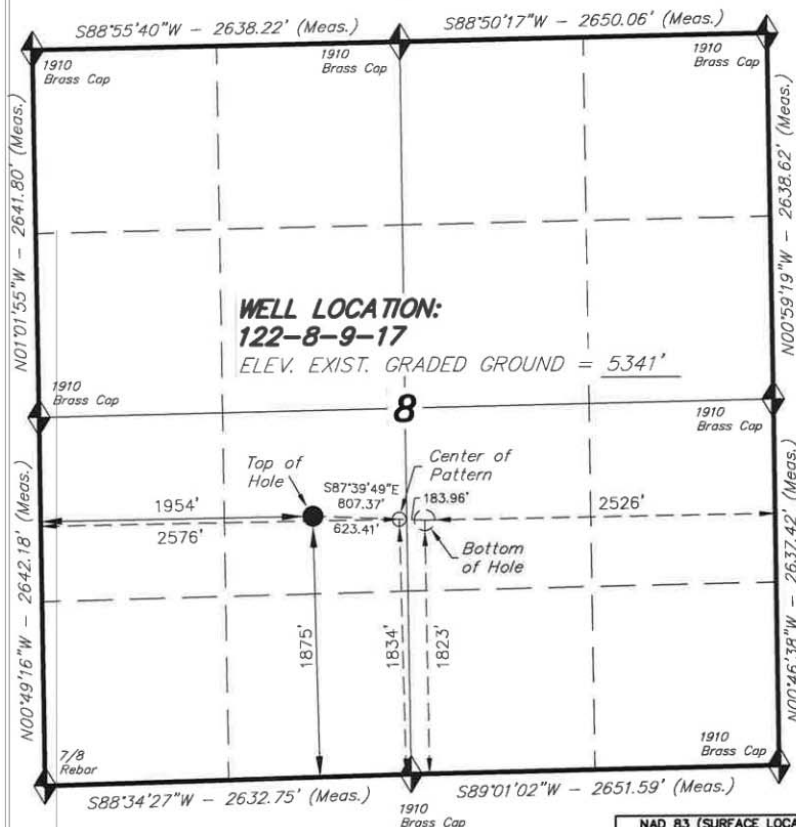 S88°55'40"W - 2638.22' (Meas.)
S88°50'17"W - 2650.06' (Meas.)
1910
Brass Cap
1910
Brass Cap
1910
Brass Cap
N01°01'55"W - 2641.80' (Meas.)
N00°59'19"W - 2638.62' (Meas.)
WELL LOCATION:
122-8-9-17
ELEV. EXIST. GRADED GROUND = 5341'
1910
Brass Cap
8
1910
Brass Cap
Top of
Hole
Center of
Pattern
S87°39'49"E
807.37'
183.96'
1954'
2526'
2576'
623.41'
Bottom
of Hole
N00°49'16"W - 2642.18' (Meas.)
N00°46'38"W - 2637.42' (Meas.)
1875'
1834'
1823'
7/8
Rebar
1910
Brass Cap
S88°34'27"W - 2632.75' (Meas.)
S89°01'02"W - 2651.59' (Meas.)
1910
Brass Cap
NAD 83 (SURFACE LOCA